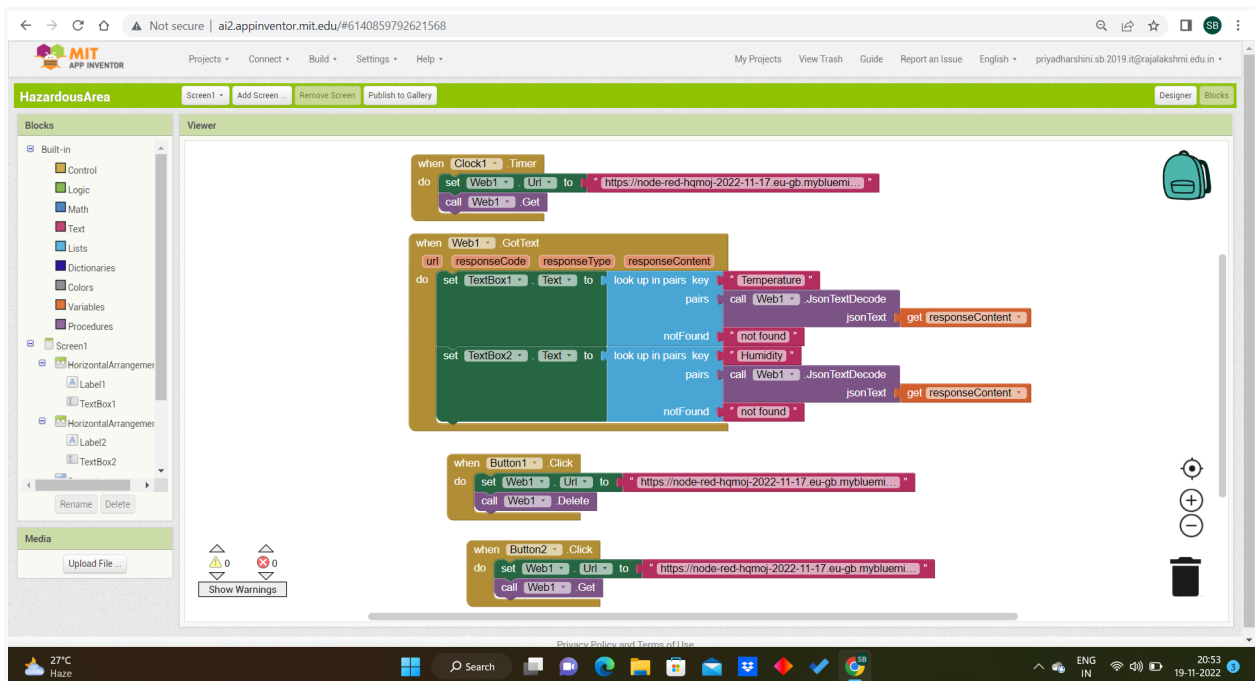 Not secure | ai2.appinventor.mit.edu/#6140859792621568
SB
MIT
APP INVENTOR
Projects Connect Build Settings Help My Projects View Trash Guide Report an Issue English priyadharshini.sb.2019.it@rajalakshmi.edu.in
HazardousArea Screen1 Add Screen ... Remove Screen Publish to Gallery Designer Blocks
Blocks
Built-in
Control
Logic
Math
Text
Lists
Dictionaries
Colors
Variables
Procedures
Screen1
HorizontalArrangemer
Label1
TextBox1
HorizontalArrangemer
Label2
TextBox2
Rename Delete
Media
Upload File ...
Viewer
when Clock1 .Timer
do set Web1 . Url to " https://node-red-hqmoj-2022-11-17.eu-gb.mybluemi... "
call Web1 .Get
when Web1 .GotText
url responseCode responseType responseContent
do set TextBox1 . Text to look up in pairs key " Temperature "
pairs call Web1 .JsonTextDecode
jsonText get responseContent
notFound " not found "
set TextBox2 . Text to look up in pairs key " Humidity "
pairs call Web1 .JsonTextDecode
jsonText get responseContent
notFound " not found "
when Button1 .Click
do set Web1 . Url to " https://node-red-hqmoj-2022-11-17.eu-gb.mybluemi... "
call Web1 .Delete
when Button2 .Click
do set Web1 . Url to " https://node-red-hqmoj-2022-11-17.eu-gb.mybluemi... "
call Web1 .Get
0 0
Show Warnings
Privacy Policy and Terms of Use
27°C
Haze
Search
SB
ENG
IN
20:53
19-11-2022
3